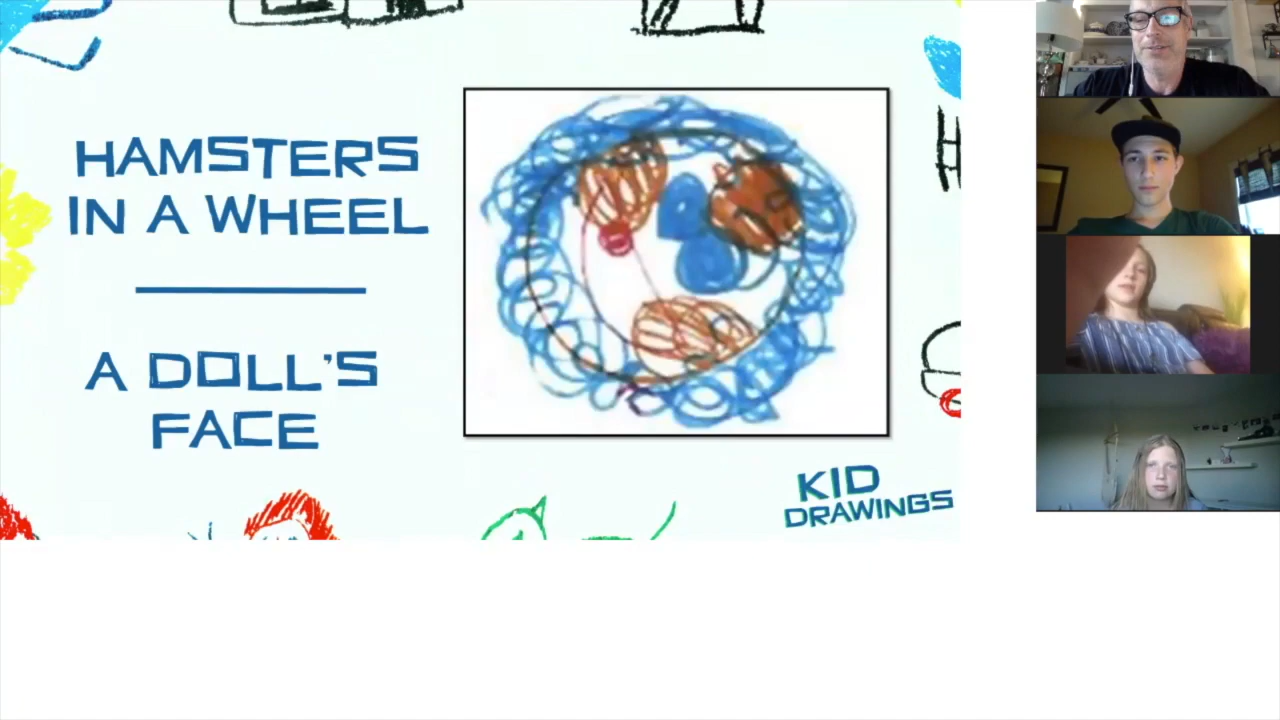 HAMSTERS
IN A WHEEL
A DOLL'S
FACE
KID
DRAWINGS